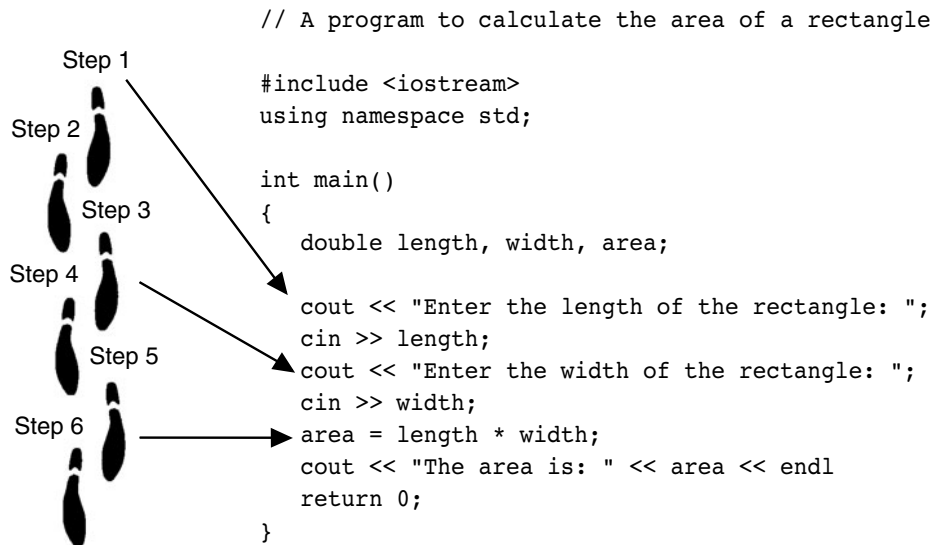 // A program to calculate the area of a rectangle
Step 1
#include <iostream>
using namespace std;
Step 2
int main()
Step 3
{
double length, width, area;
Step 4
cout << "Enter the length of the rectangle: ";
cin >> length;
Step 5
cout << "Enter the width of the rectangle: ";
cin >> width;
Step 6
area = length * width;
cout << "The area is: " << area << endl
return 0;
}